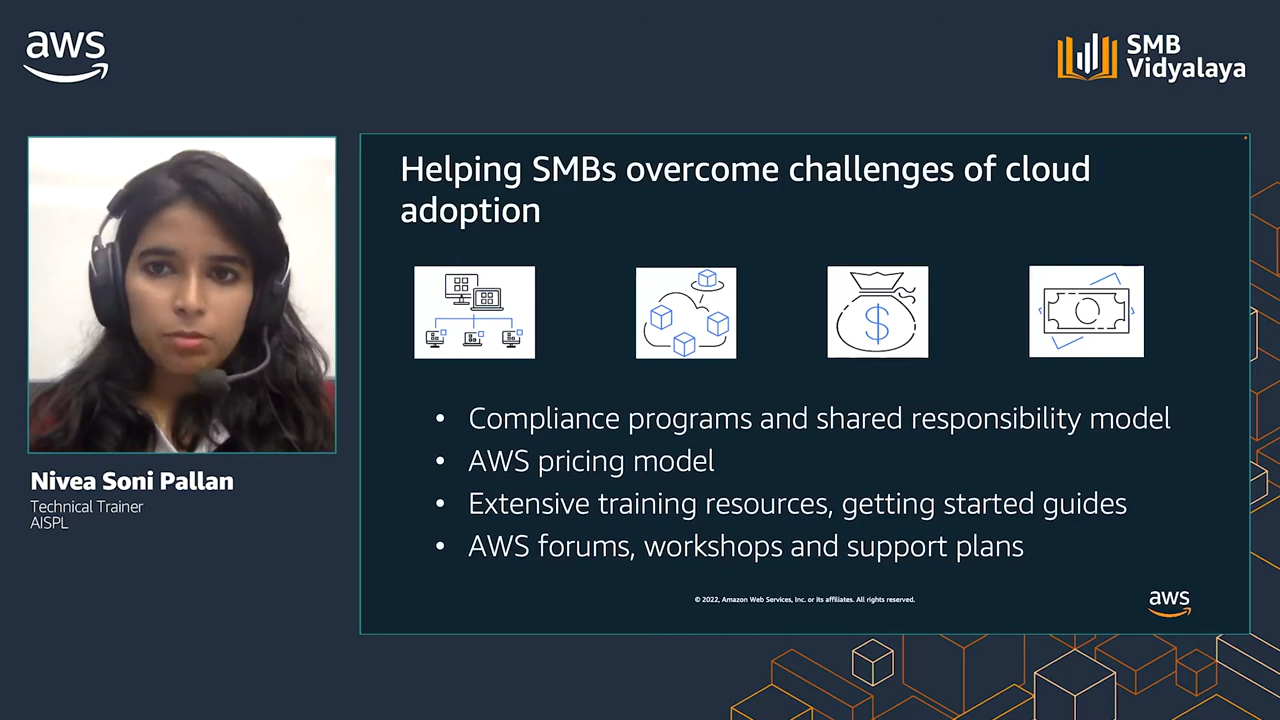 aws
SMB
Vidyalaya
Helping SMBs overcome challenges of cloud
adoption
$
• Compliance programs and shared responsibility model
• AWS pricing model
• Extensive training resources, getting started guides
• AWS forums, workshops and support plans
© 2022, Amazon Web Services, Inc. or its affiliates. All rights reserved.
aws
Nivea Soni Pallan
Technical Trainer
AISPL